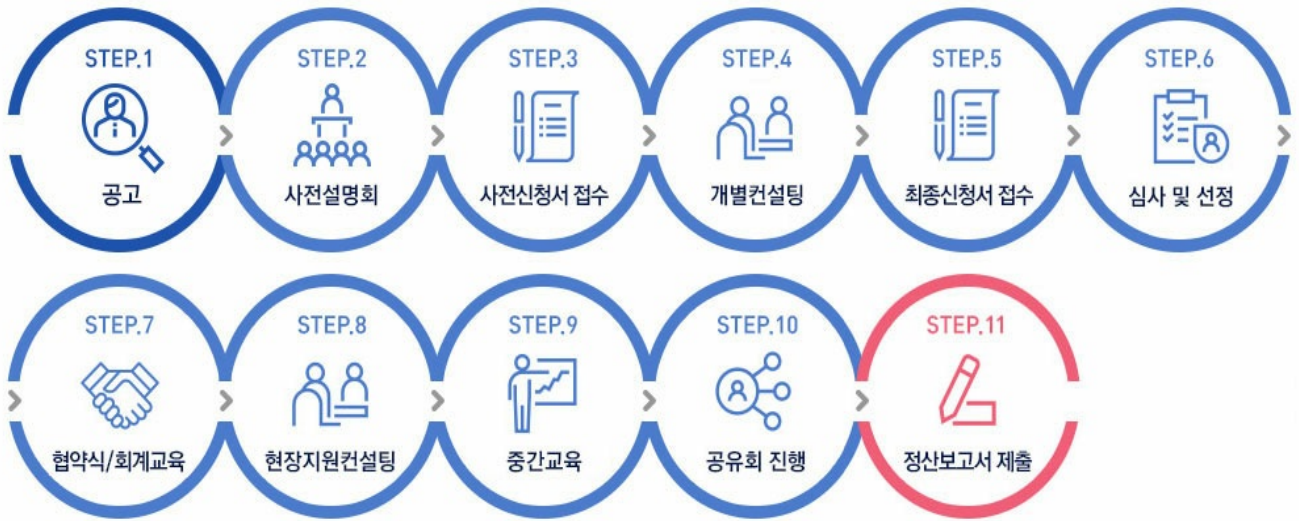 STEP.1
공고
STEP.2
사전설명회
STEP.3
사전신청서 접수
STEP.4
개별컨설팅
STEP.5
최종신청서 접수
STEP.6
심사 및 선정
STEP.7
협약식/회계교육
STEP.8
현장지원컨설팅
STEP.9
중간교육
STEP.10
공유회 진행
STEP.11
정산보고서 제출